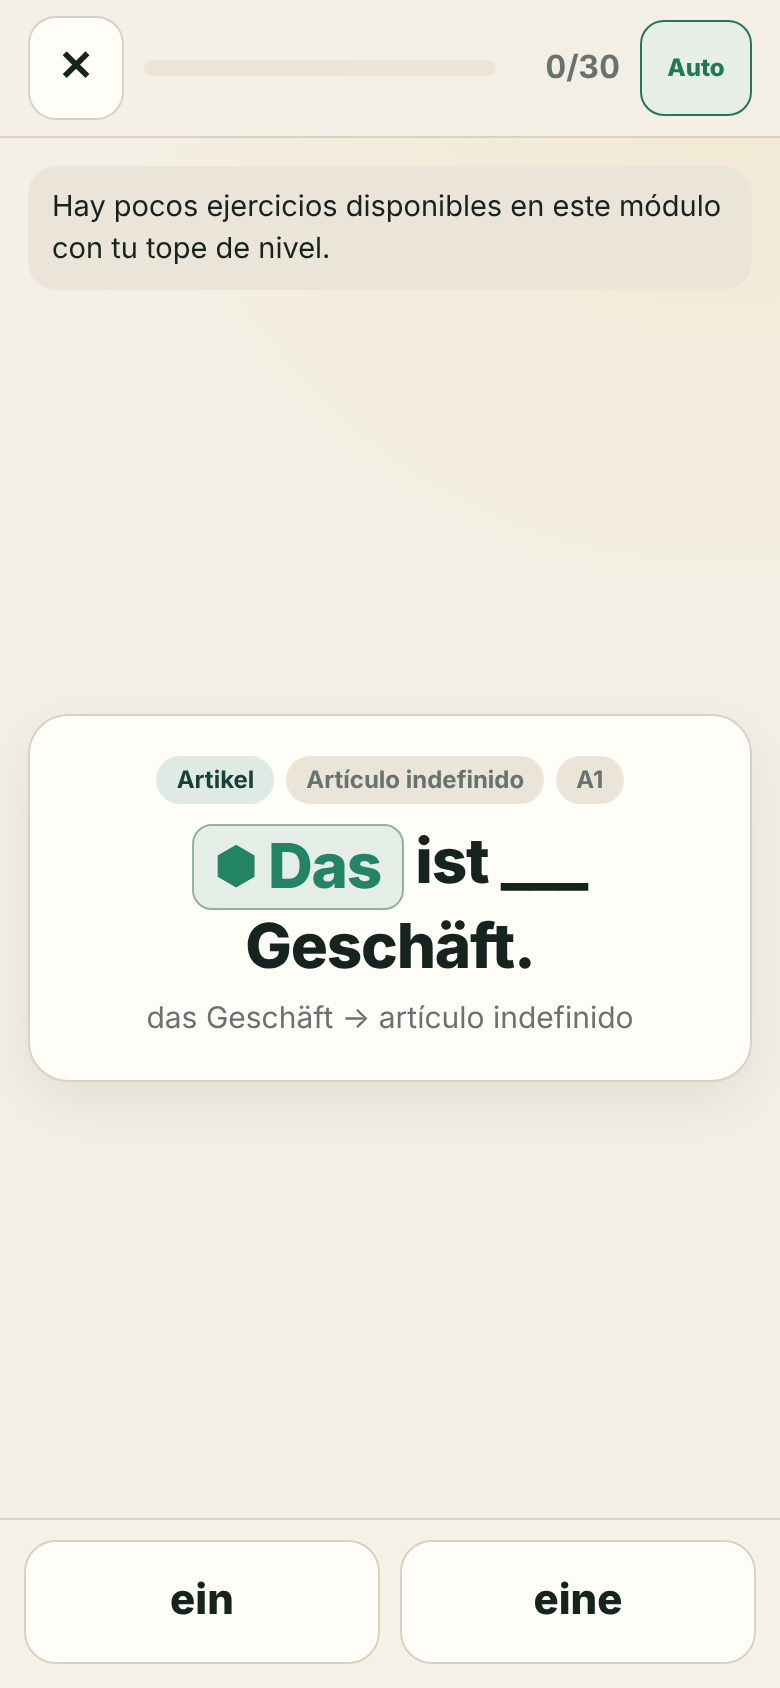 ✕
0/30
Auto
Hay pocos ejercicios disponibles en este módulo
con tu tope de nivel.
Artikel Artículo indefinido A1
Das ist ___
Geschäft.
das Geschäft → artículo indefinido
ein
eine